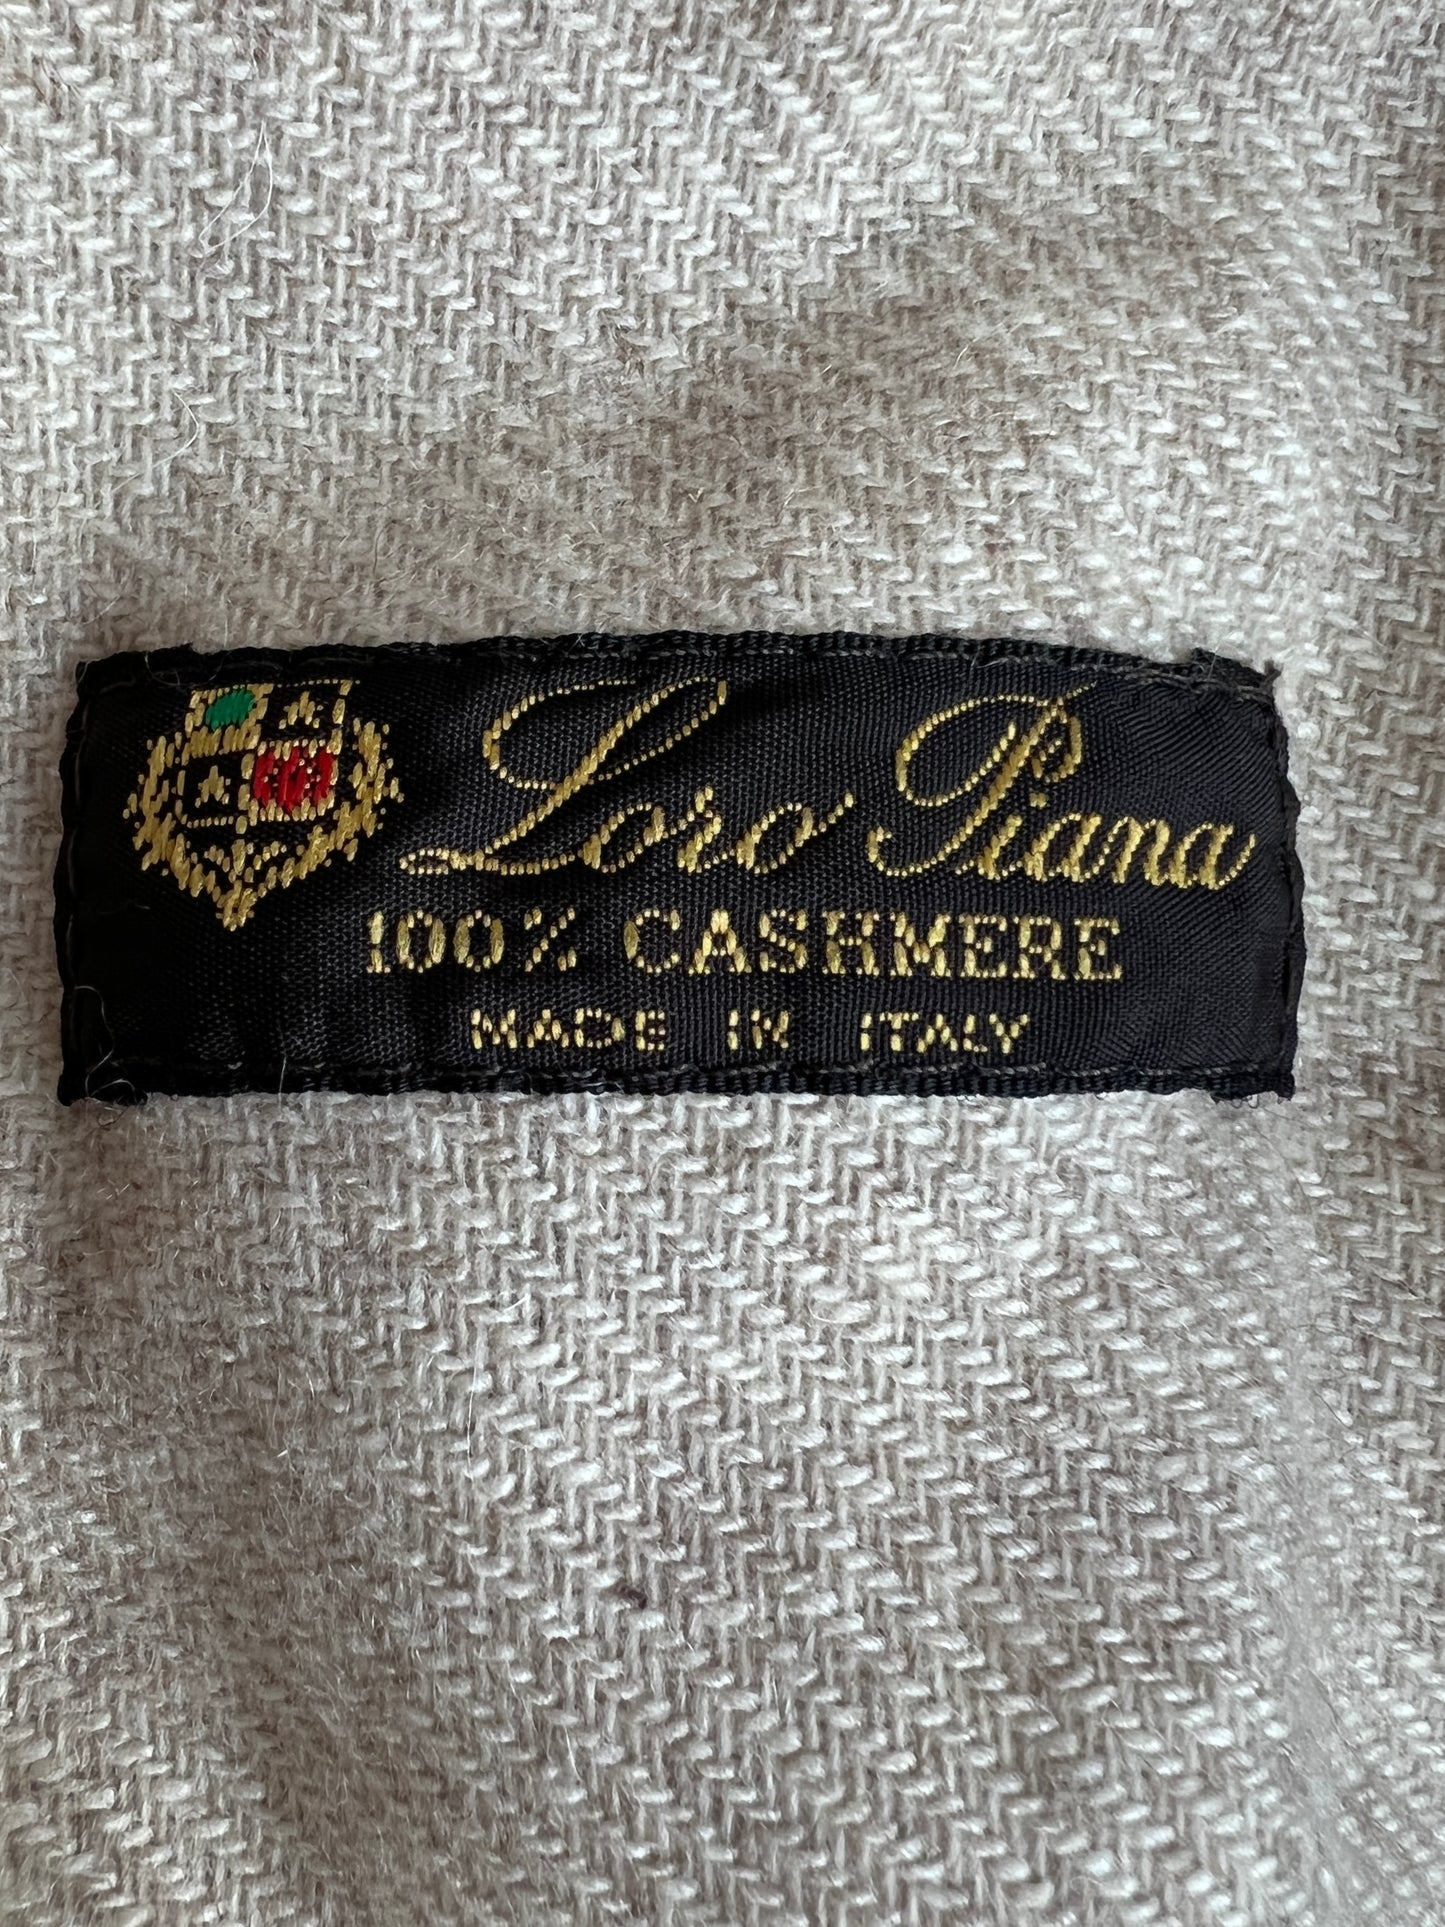 Loro Piana
100% CASHMERE
MADE IN ITALY